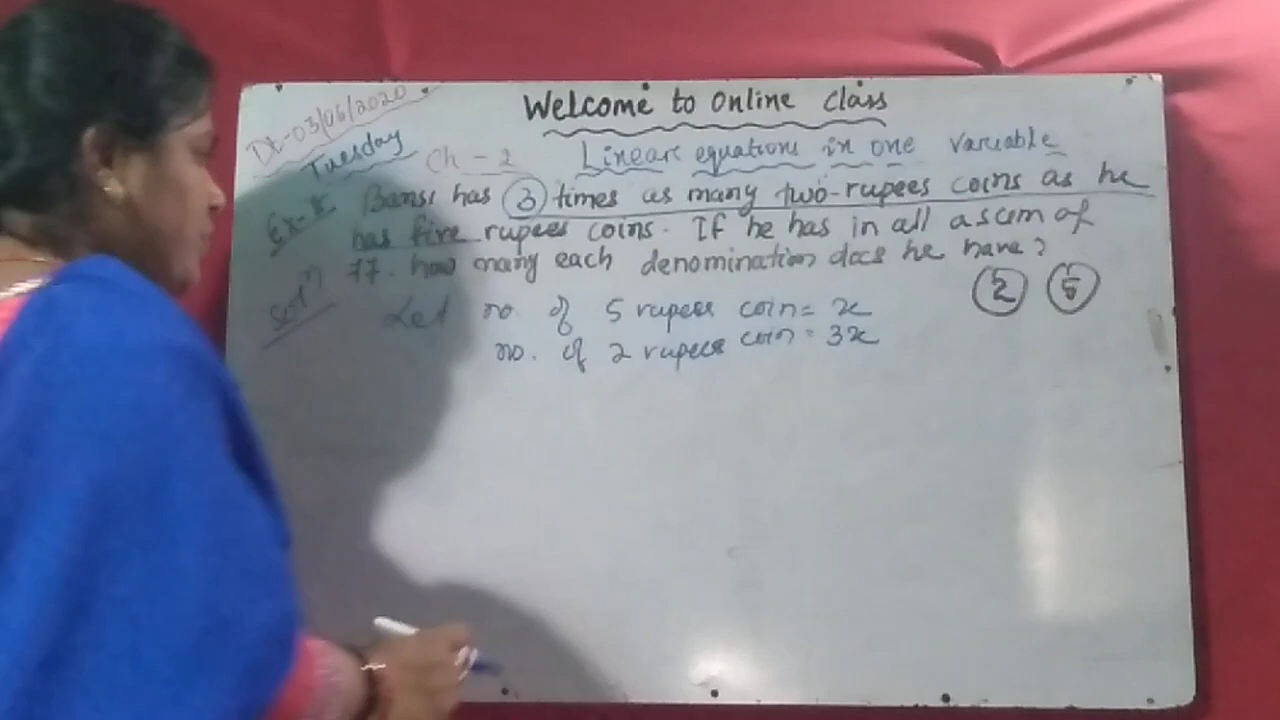 Dt-03/06/2020
Tuesday
Welcome to Online Class
Ch-2 Linear equations in one variable
Ex-8 Bansi has 3 times as many two-rupees coins as he
has five rupees coins. If he has in all a sum of
77. how many each denomination does he have?
2 5
Solⁿ)
Let no of 5 rupees coin = x
no. of 2 rupees coin = 3x